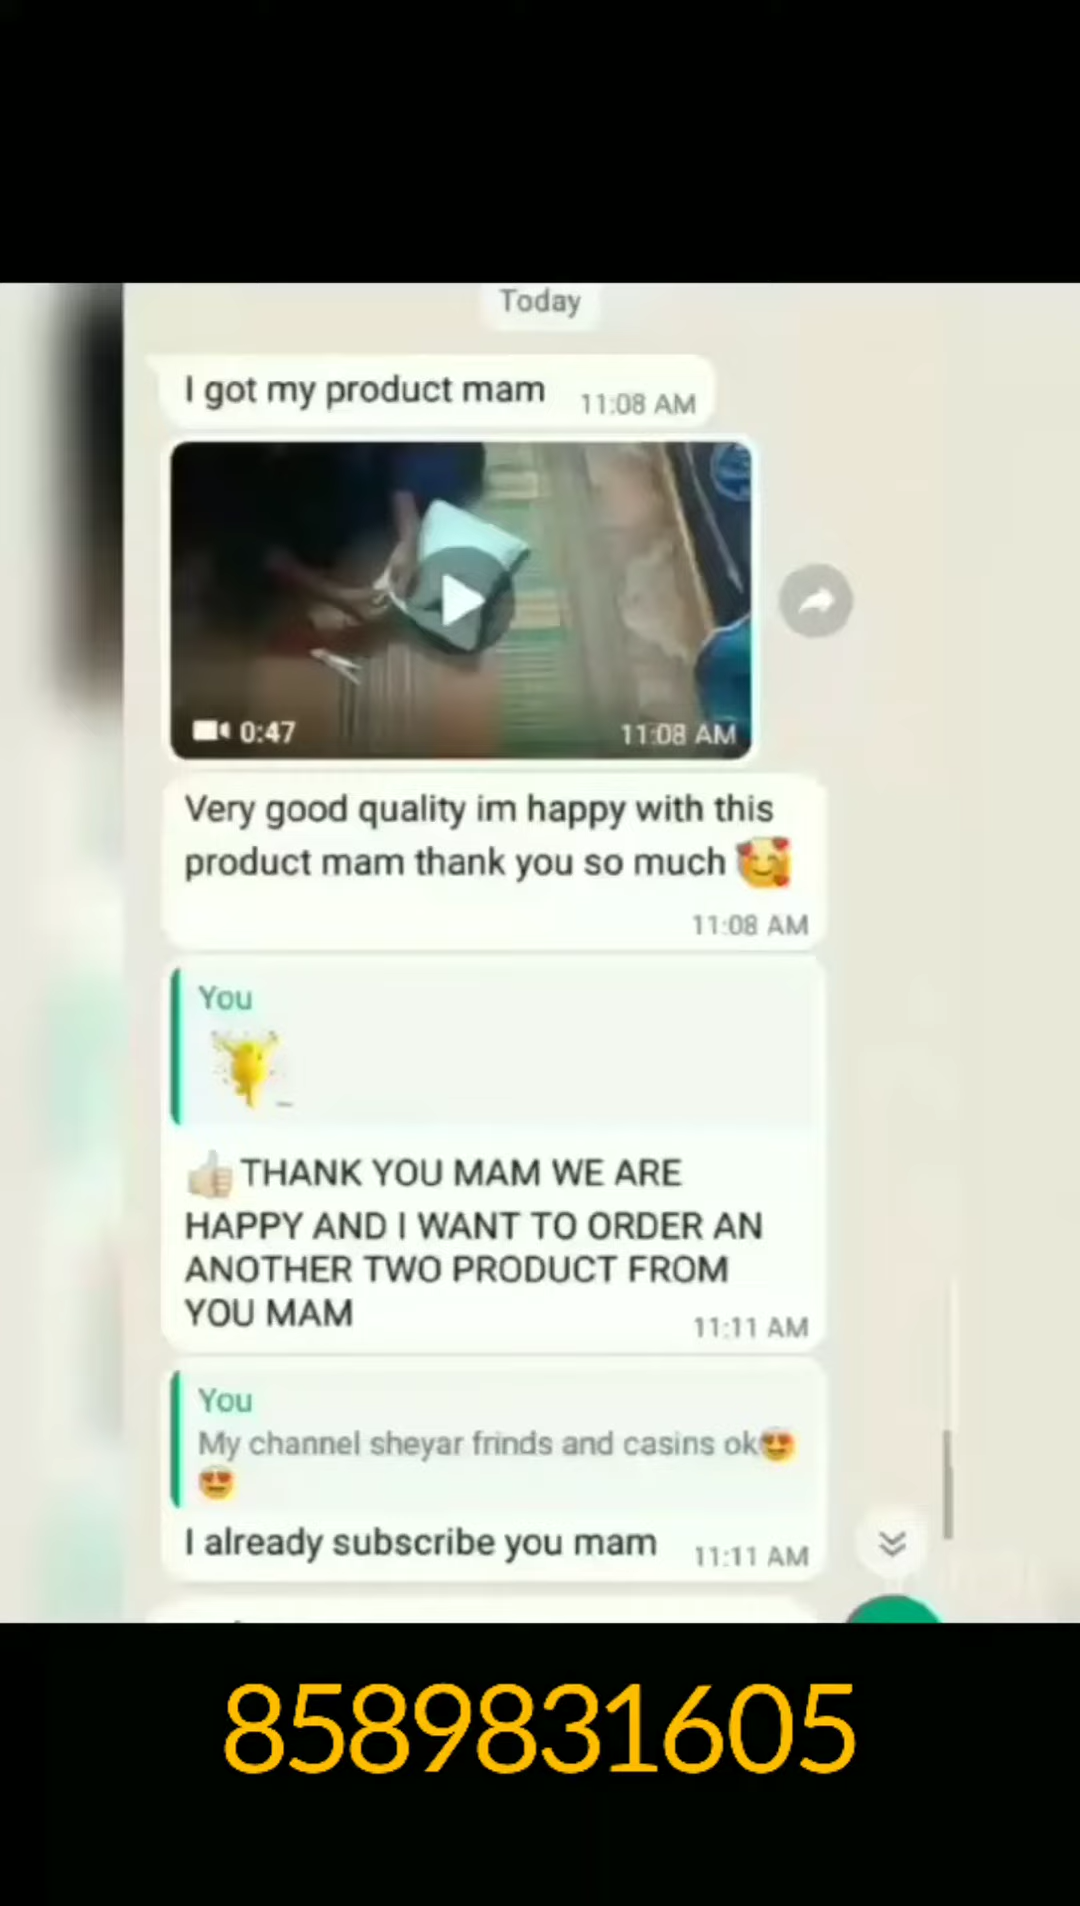 Today
I got my product mam 11:08 AM
0:47 11:08 AM
Very good quality im happy with this
product mam thank you so much 🥰
11:08 AM
You
👍🏼 THANK YOU MAM WE ARE
HAPPY AND I WANT TO ORDER AN
ANOTHER TWO PRODUCT FROM
YOU MAM 11:11 AM
You
My channel sheyar frinds and casins ok😍
😍
I already subscribe you mam 11:11 AM
8589831605